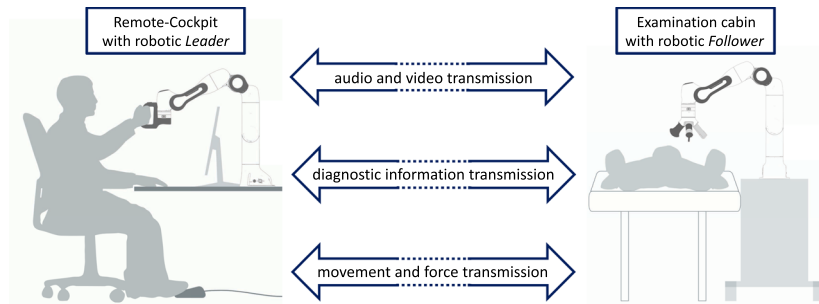 Remote-Cockpit
with robotic Leader
Examination cabin
with robotic Follower
audio and video transmission
diagnostic information transmission
movement and force transmission